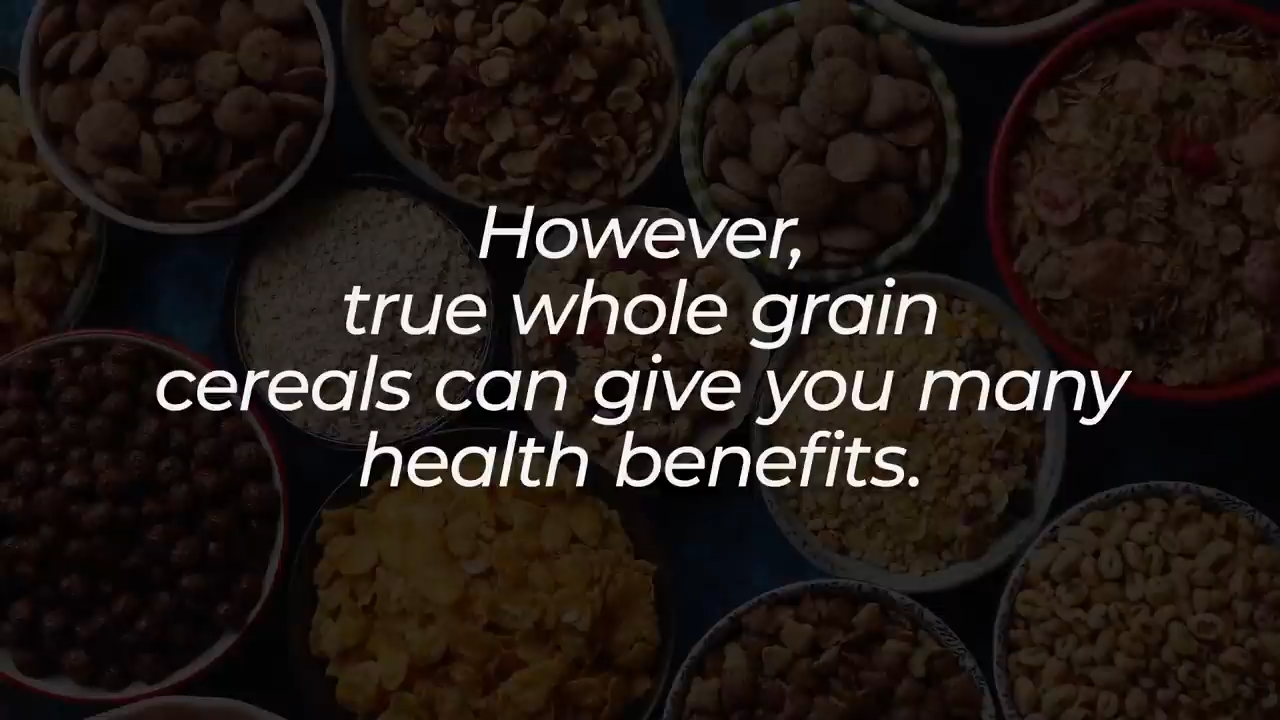 However,
true whole grain
cereals can give you many
health benefits.